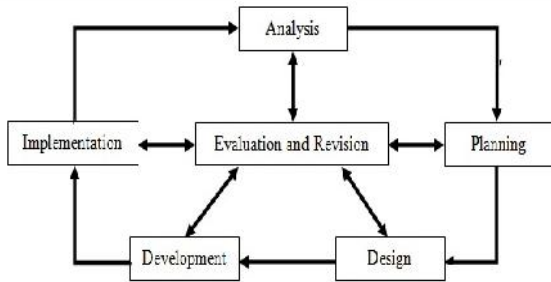 Analysis
Implementation
Evaluation and Revision
Planning
Development
Design